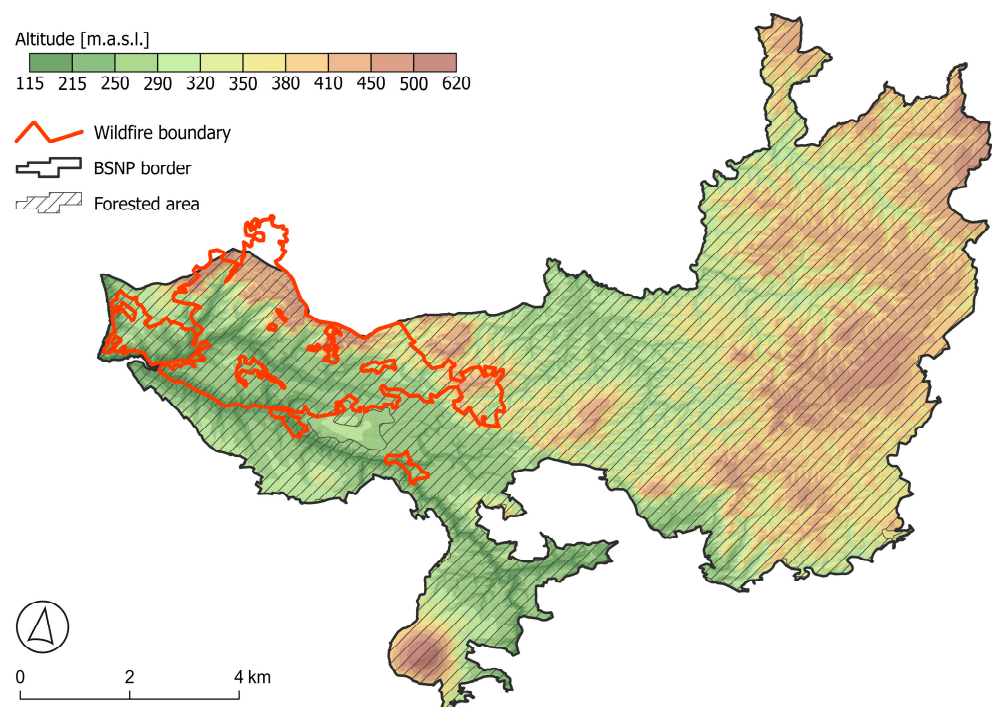 Altitude [m.a.s.l.]
115 215 250 290 320 350 380 410 450 500 620
Wildfire boundary
BSNP border
Forested area
0 2 4 km